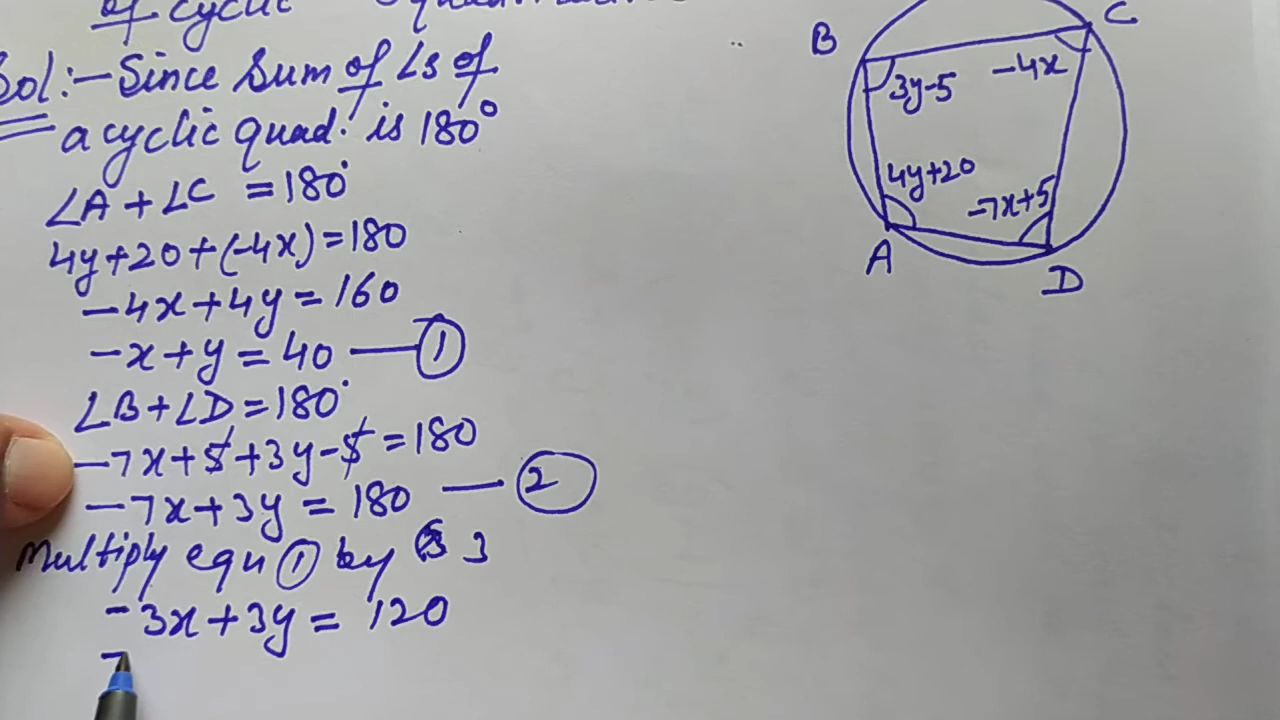 of cyclic
Sol:- Since Sum of ∠s of
a cyclic quad. is 180°
∠A + ∠C = 180°
4y+20+(-4x)=180
-4x+4y=160
-x+y=40 — ①
∠B+∠D=180°
-7x+5+3y-5=180
-7x+3y=180 — ②
Multiply equ ① by 3
-3x+3y=120
-
B
C
3y-5
-4x
4y+20
-7x+5
A
D